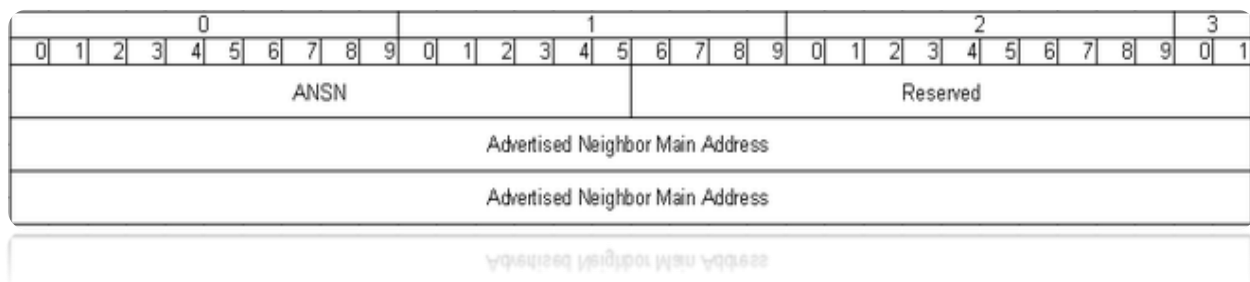 0 1 2 3
0 1 2 3 4 5 6 7 8 9 0 1 2 3 4 5 6 7 8 9 0 1 2 3 4 5 6 7 8 9 0 1
ANSN Reserved
Advertised Neighbor Main Address
Advertised Neighbor Main Address